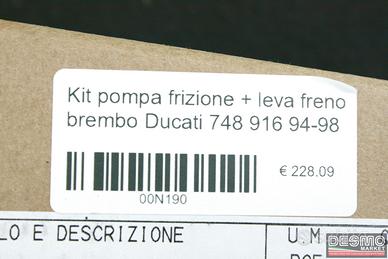 Kit pompa frizione + leva freno
brembo Ducati 748 916 94-98
€ 228.09
00N190
LO E DESCRIZIONE
U.M
DESMO
MARKET